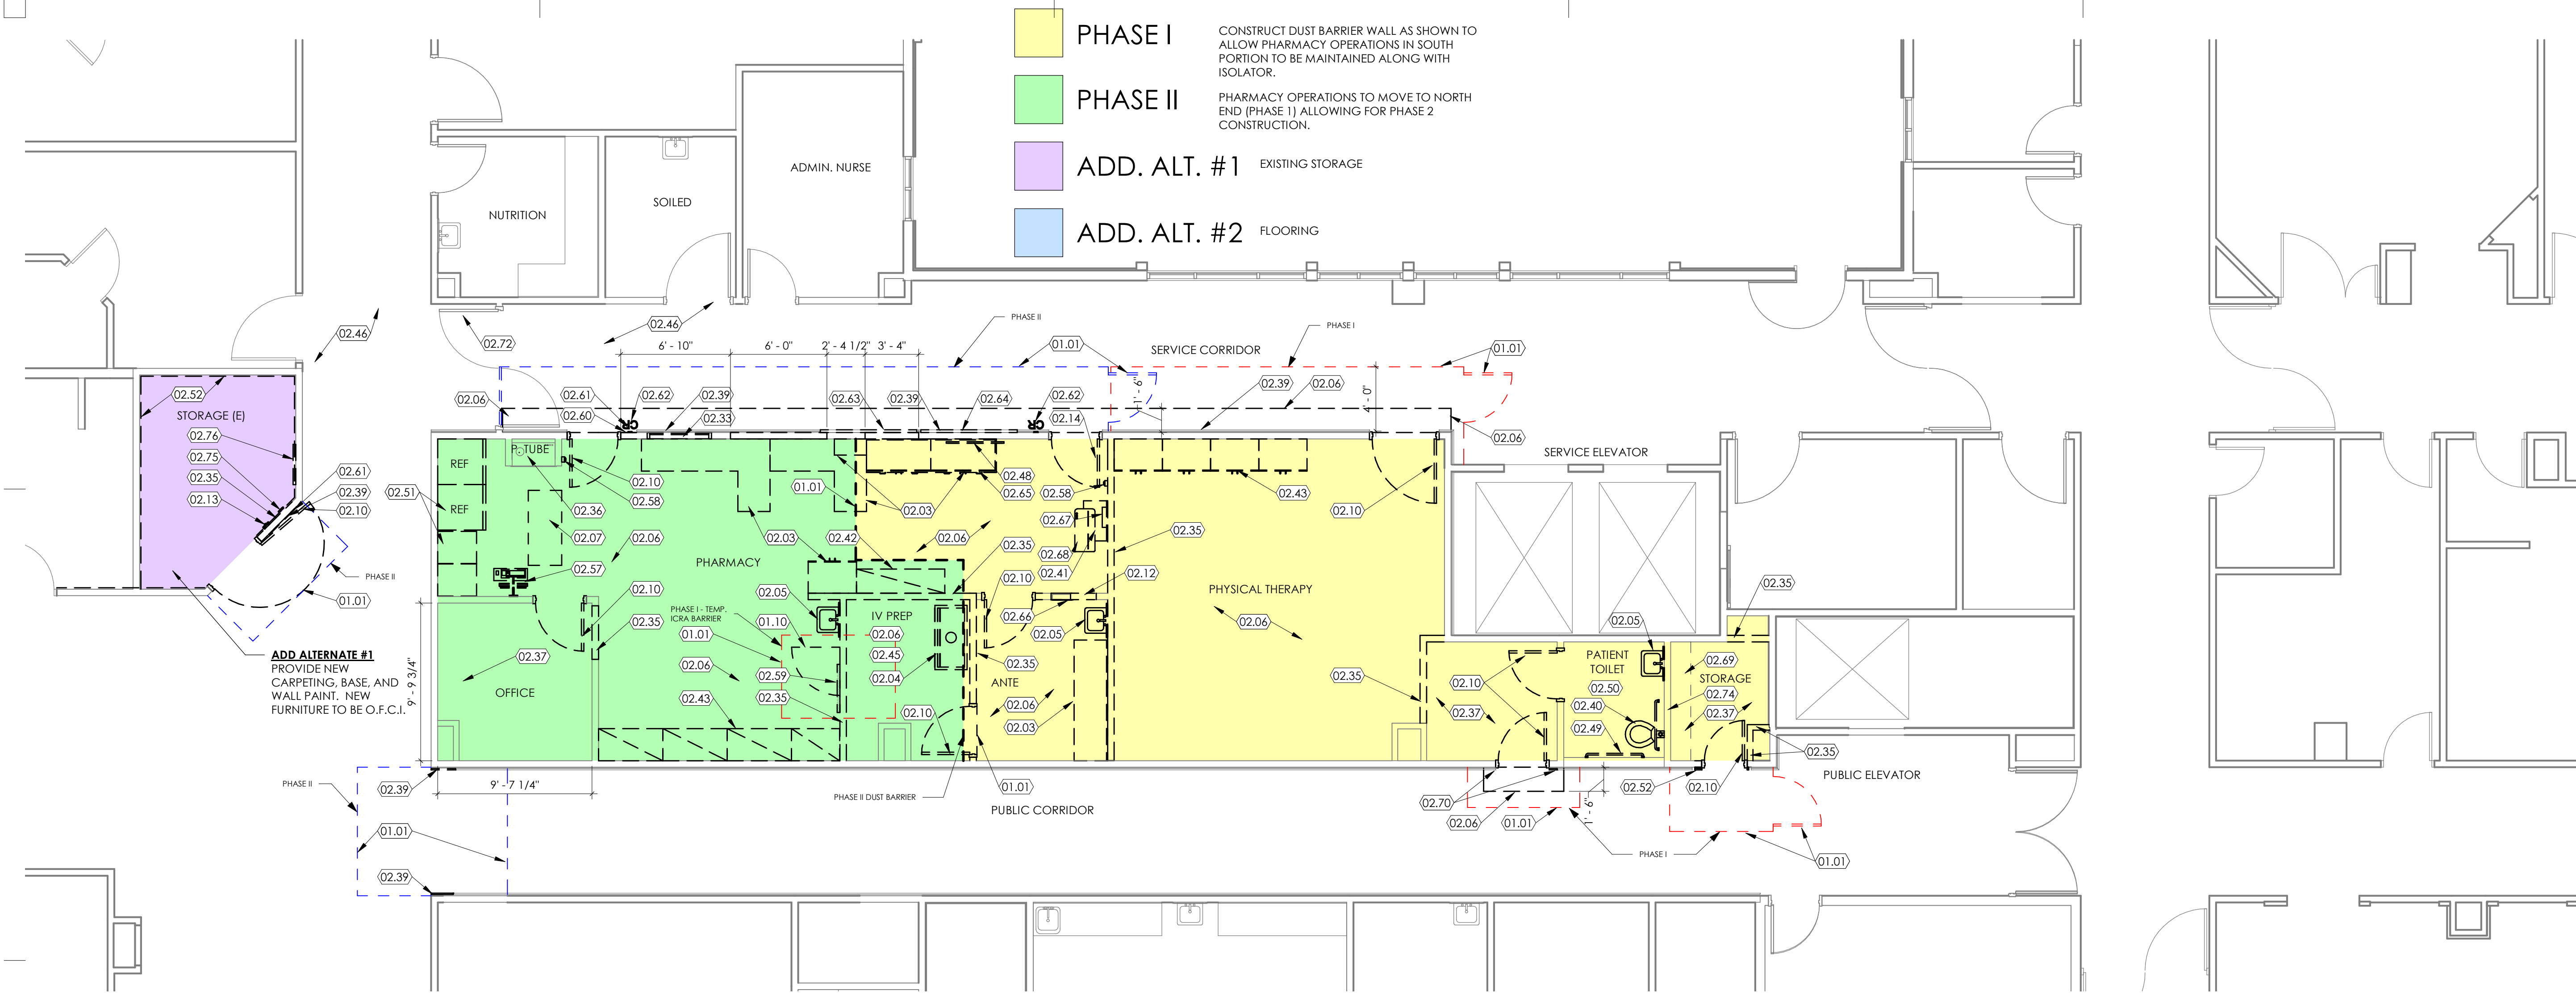 PHASE I
CONSTRUCT DUST BARRIER WALL AS SHOWN TO
ALLOW PHARMACY OPERATIONS IN SOUTH
PORTION TO BE MAINTAINED ALONG WITH
ISOLATOR.
PHASE II
PHARMACY OPERATIONS TO MOVE TO NORTH
END (PHASE 1) ALLOWING FOR PHASE 2
CONSTRUCTION.
ADD. ALT. #1
EXISTING STORAGE
ADD. ALT. #2
FLOORING
ADMIN. NURSE
SOILED
NUTRITION
02.46
02.72
02.46
PHASE II
PHASE I
6' - 10"
6' - 0"
2' - 4 1/2"
3' - 4"
01.01
SERVICE CORRIDOR
01.01
02.52
STORAGE (E)
02.76
02.75
02.35
02.13
02.61
02.39
02.10
PHASE II
01.01
ADD ALTERNATE #1
PROVIDE NEW
CARPETING, BASE, AND
WALL PAINT. NEW
FURNITURE TO BE O.F.C.I.
02.06
02.61
02.60
02.62
02.39
02.33
02.63
02.39
02.64
02.62
02.14
1' - 6"
02.39
02.06
4' - 0"
02.06
SERVICE ELEVATOR
REF
REF
P. TUBE
02.51
02.10
02.58
02.36
02.07
02.06
02.57
02.10
02.35
01.01
02.03
02.42
PHARMACY
02.03
02.48
02.65
02.58
02.67
02.06
02.68
02.41
02.35
02.10
02.12
02.66
02.05
02.43
02.10
02.35
PHYSICAL THERAPY
02.06
02.35
02.05
PHASE I - TEMP.
ICRA BARRIER
01.01
01.10
02.06
02.59
02.43
02.35
IV PREP
02.06
02.45
02.04
02.10
02.05
02.35
ANTE
02.06
02.03
02.37
OFFICE
9' - 9 3/4"
9' - 7 1/4"
02.35
02.05
PATIENT
TOILET
02.50
02.40
02.49
02.10
02.37
02.69
STORAGE
02.74
02.37
02.35
PUBLIC ELEVATOR
02.52
02.10
02.39
PHASE II
01.01
02.39
PHASE II DUST BARRIER
01.01
PUBLIC CORRIDOR
02.70
02.06
01.01
1' - 6"
PHASE I
01.01